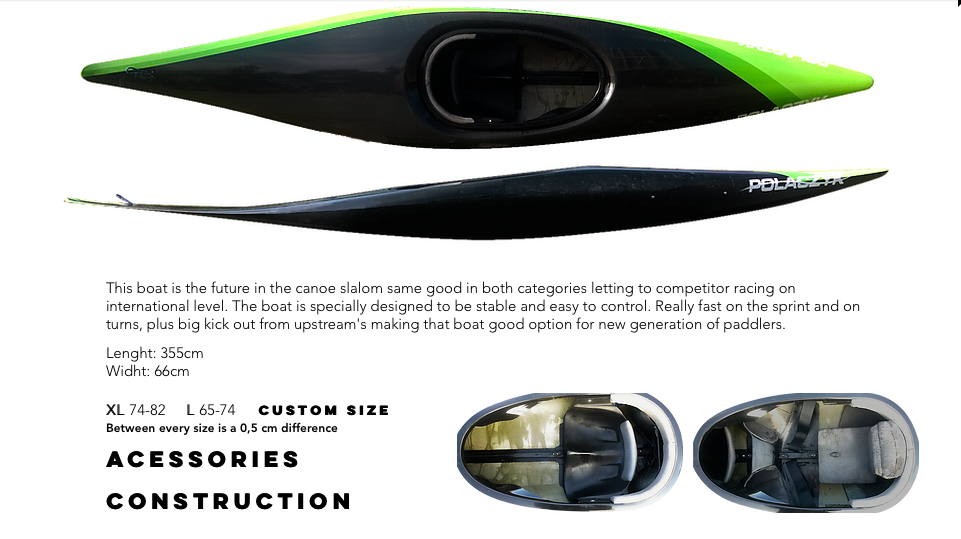 POLASZYK
POLASZYK
This boat is the future in the canoe slalom same good in both categories letting to competitor racing on
international level. The boat is specially designed to be stable and easy to control. Really fast on the sprint and on
turns, plus big kick out from upstream's making that boat good option for new generation of paddlers.
Lenght: 355cm
Widht: 66cm
XL 74-82 L 65-74 CUSTOM SIZE
Between every size is a 0,5 cm difference
ACESSORIES
CONSTRUCTION